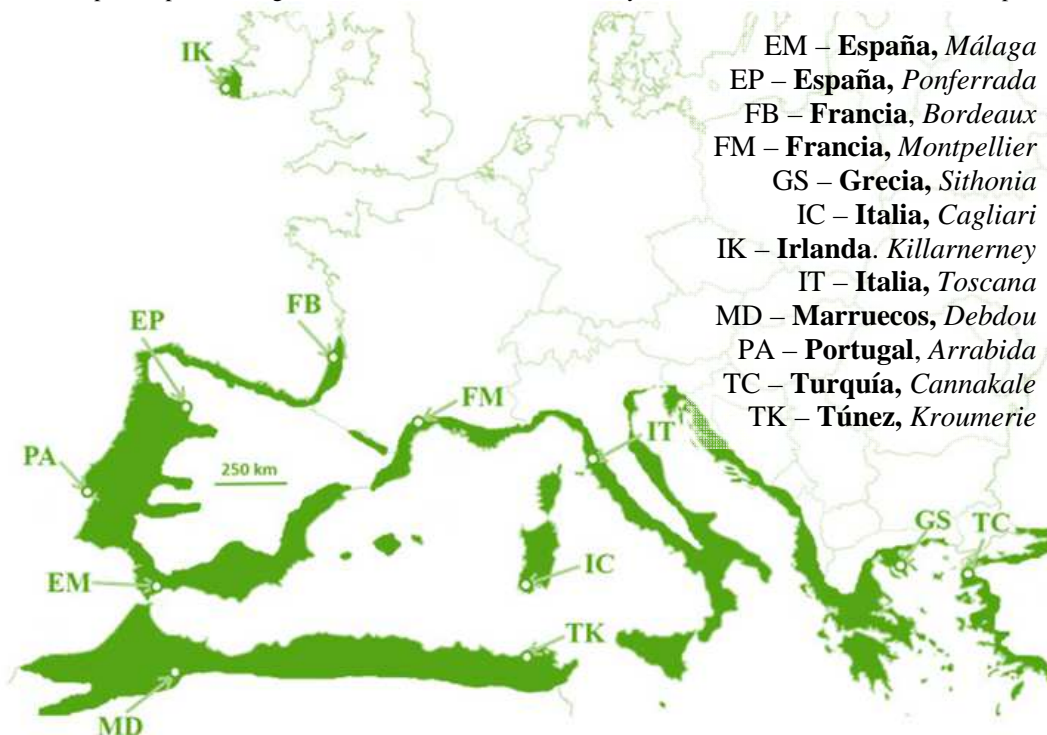 EM – España, Málaga
EP – España, Ponferrada
FB – Francia, Bordeaux
FM – Francia, Montpellier
GS – Grecia, Sithonia
IC – Italia, Cagliari
IK – Irlanda. Killarnerney
IT – Italia, Toscana
MD – Marruecos, Debdou
PA – Portugal, Arrabida
TC – Turquía, Cannakale
TK – Túnez, Kroumerie
IK
FB
EP
FM
IT
PA
250 km
GS
TC
EM
IC
TK
MD